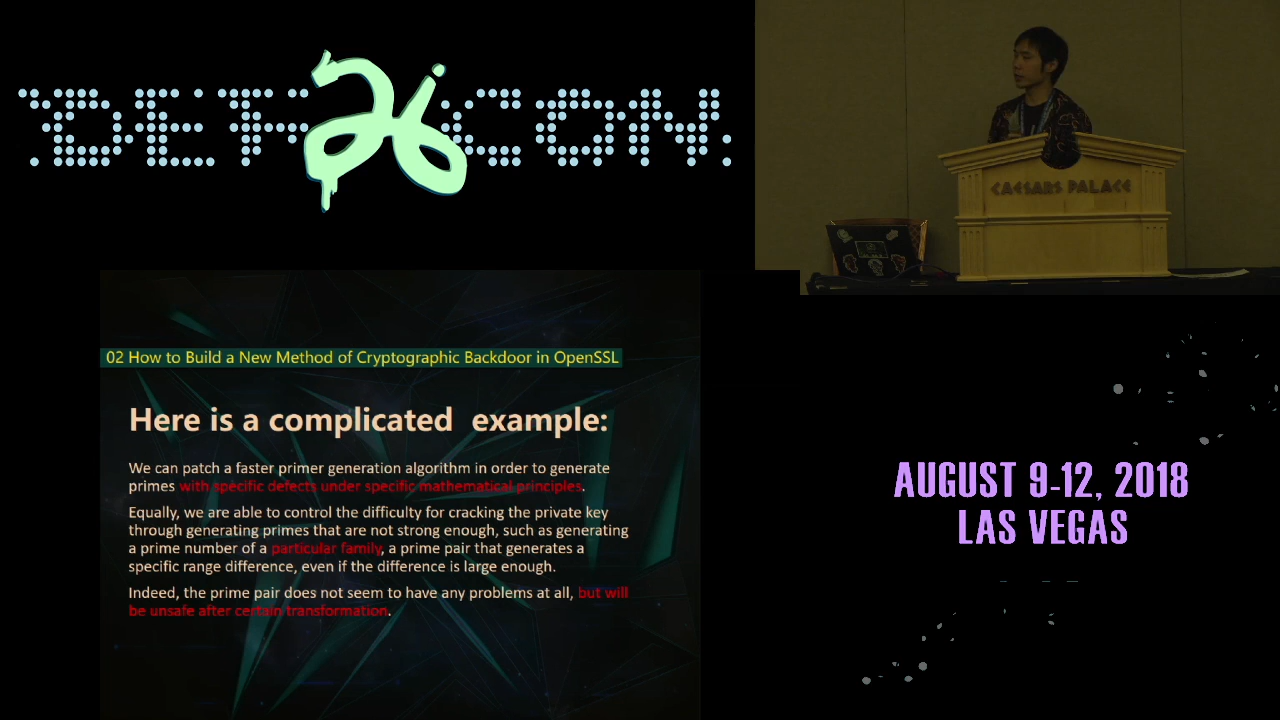 DEF 26 CON
CAESARS PALACE
02 How to Build a New Method of Cryptographic Backdoor in OpenSSL
Here is a complicated example:
We can patch a faster primer generation algorithm in order to generate
primes with specific defects under specific mathematical principles.
Equally, we are able to control the difficulty for cracking the private key
through generating primes that are not strong enough, such as generating
a prime number of a particular family, a prime pair that generates a
specific range difference, even if the difference is large enough.
Indeed, the prime pair does not seem to have any problems at all, but will
be unsafe after certain transformation.
AUGUST 9-12, 2018
LAS VEGAS